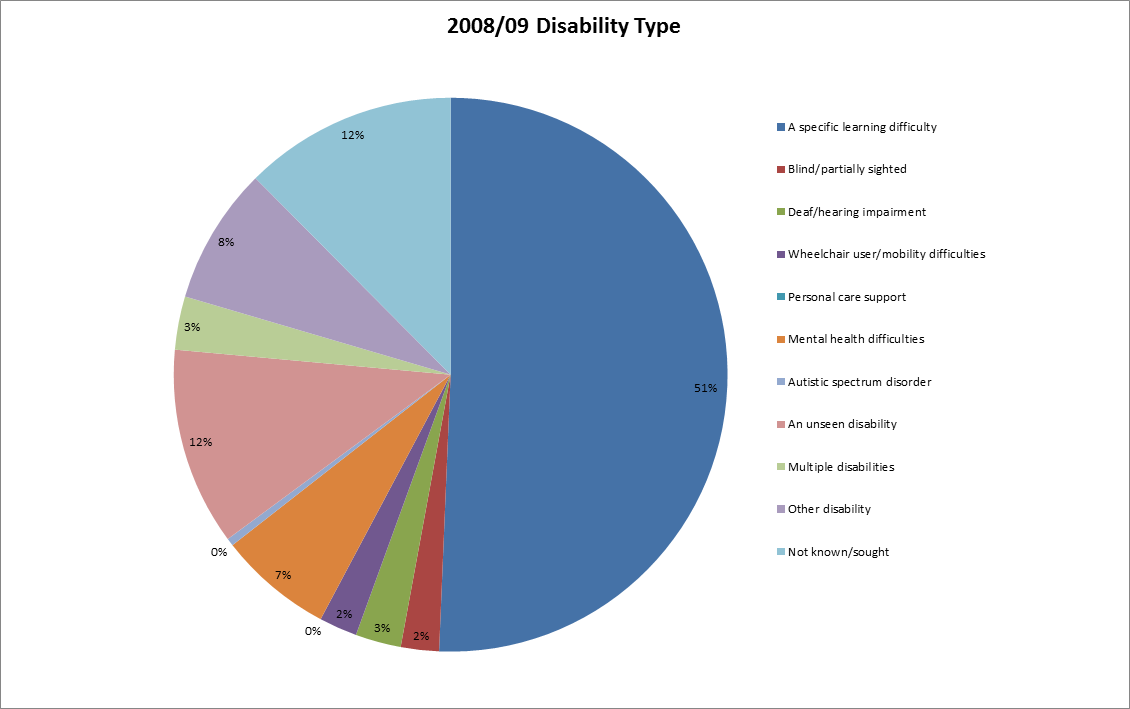 2008/09 Disability Type
12%
8%
3%
12%
0%
7%
0%
2%
3%
2%
51%
A specific learning difficulty
Blind/partially sighted
Deaf/hearing impairment
Wheelchair user/mobility difficulties
Personal care support
Mental health difficulties
Autistic spectrum disorder
An unseen disability
Multiple disabilities
Other disability
Not known/sought